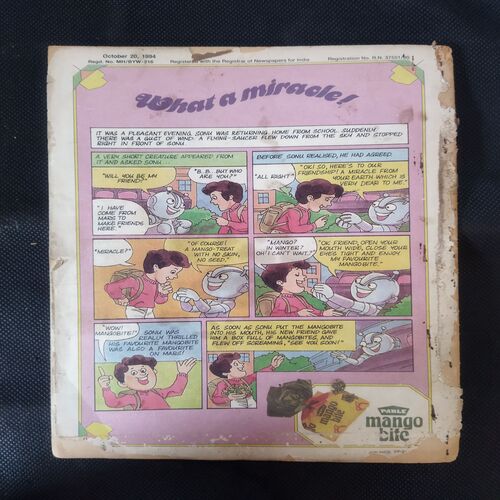 October 20, 1994
Regd. No. MH/BYW-216
Registered with the Registrar of Newspapers for India
Registration No. R.N. 37551/80
What a miracle!
IT WAS A PLEACANT EVENING. SONU WAS RETURNING HOME FROM SCHOOL. SUDDENLY
THERE WAS A GUST OF WIND. A FLYING-SAUCER FLEW DOWN FROM THE SKY AND STOPPED
RIGHT IN FRONT OF SONU.
A VERY SHORT CREATURE APPEARED FROM
IT AND ASKED SONU
"WILL YOU BE MY
FRIEND?"
"B..B...BUT WHO
ARE YOU?"
"I HAVE
COME FROM
MARS TO
MAKE FRIENDS
HERE."
BEFORE SONU REALISED, HE HAD AGREED
"ALL RIGHT"
"OK! SO, HERE'S TO OUR
FRIENDSHIP! A MIRACLE FROM
YOUR EARTH WHICH IS
VERY DEAR TO ME."
"MIRACLE?"
"OF COURSE!
A MANGO-TREAT
WITH NO SKIN,
NO SEED."
"MANGO?
IN WINTER?
OH I CAN'T WAIT."
"OK FRIEND, OPEN YOUR
MOUTH WIDE, CLOSE YOUR
EYES TIGHT AND ENJOY
MY FAVOURITE
MANGOBITE."
"WOW!
MANGOBITE!"
SONU WAS
REALLY THRILLED
HIS FAVOURITE MANGOBITE
WAS ALSO A FAVOURITE
ON MARS!
AS SOON AS SONU PUT THE MANGOBITE
INTO HIS MOUTH, HIS NEW FRIEND GAVE
HIM A BOX FULL OF MANGOBITES, AND
FLEW OFF SCREAMING, "SEE YOU SOON!"
PARLE
mango
bite
mango
bite